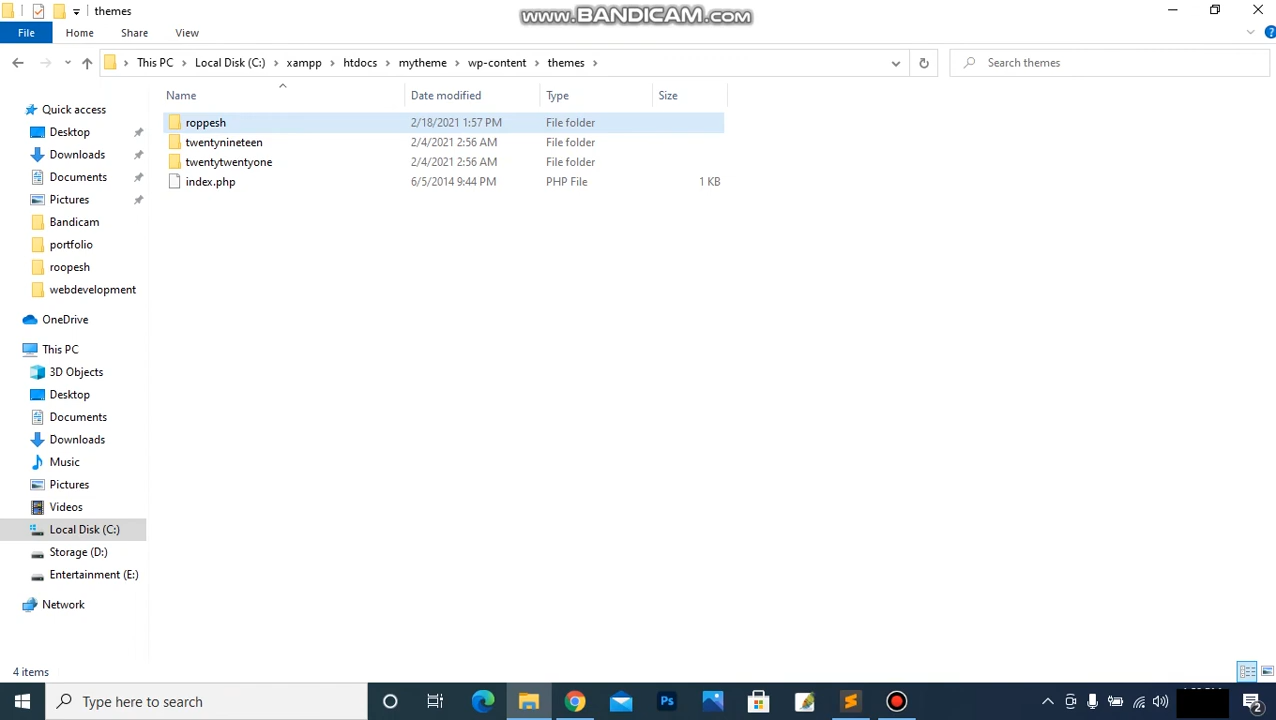 themes
www.BANDICAM.com
File Home Share View
This PC Local Disk (C:) xampp htdocs mytheme wp-content themes
Search themes
Name Date modified Type Size
roppesh 2/18/2021 1:57 PM File folder
twentynineteen 2/4/2021 2:56 AM File folder
twentytwentyone 2/4/2021 2:56 AM File folder
index.php 6/5/2014 9:44 PM PHP File 1 KB
Quick access
Desktop
Downloads
Documents
Pictures
Bandicam
portfolio
roopesh
webdevelopment
OneDrive
This PC
3D Objects
Desktop
Documents
Downloads
Music
Pictures
Videos
Local Disk (C:)
Storage (D:)
Entertainment (E:)
Network
4 items
Type here to search
Ps
2